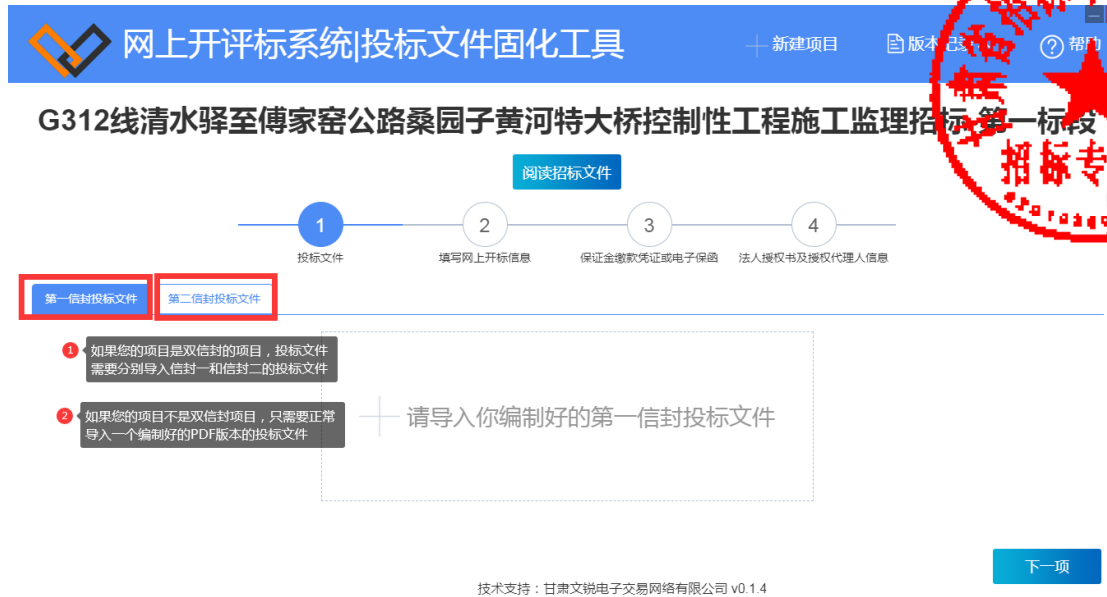 网上开评标系统|投标文件固化工具
新建项目
版本记录
帮助
G312线清水驿至傅家窑公路桑园子黄河特大桥控制性工程施工监理招标 第一标段
阅读招标文件
1
2
3
4
投标文件
填写网上开标信息
保证金缴款凭证或电子保函
法人授权书及授权代理人信息
第一信封投标文件
第二信封投标文件
1
如果您的项目是双信封的项目，投标文件
需要分别导入信封一和信封二的投标文件
2
如果您的项目不是双信封项目，只需要正常
导入一个编制好的PDF版本的投标文件
请导入你编制好的第一信封投标文件
下一项
技术支持：甘肃文锐电子交易网络有限公司 v0.1.4
招标专